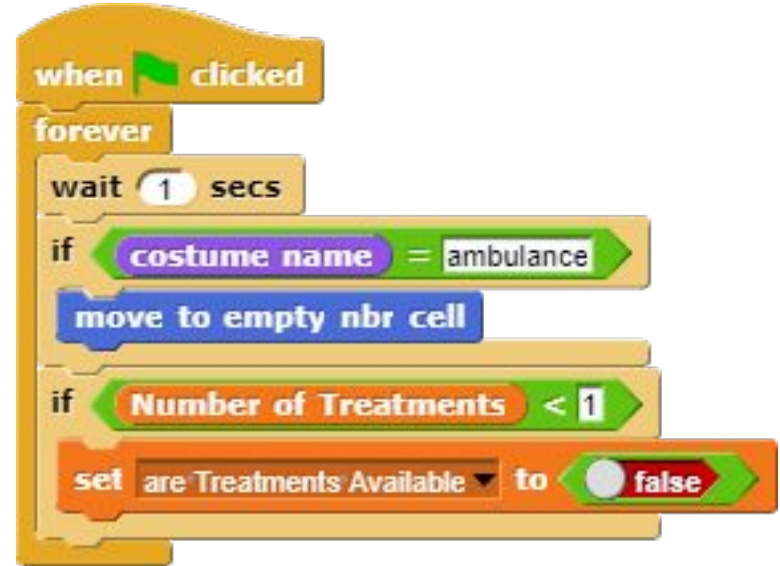 when clicked
forever
wait 1 secs
if costume name = ambulance
move to empty nbr cell
if Number of Treatments < 1
set are Treatments Available to false